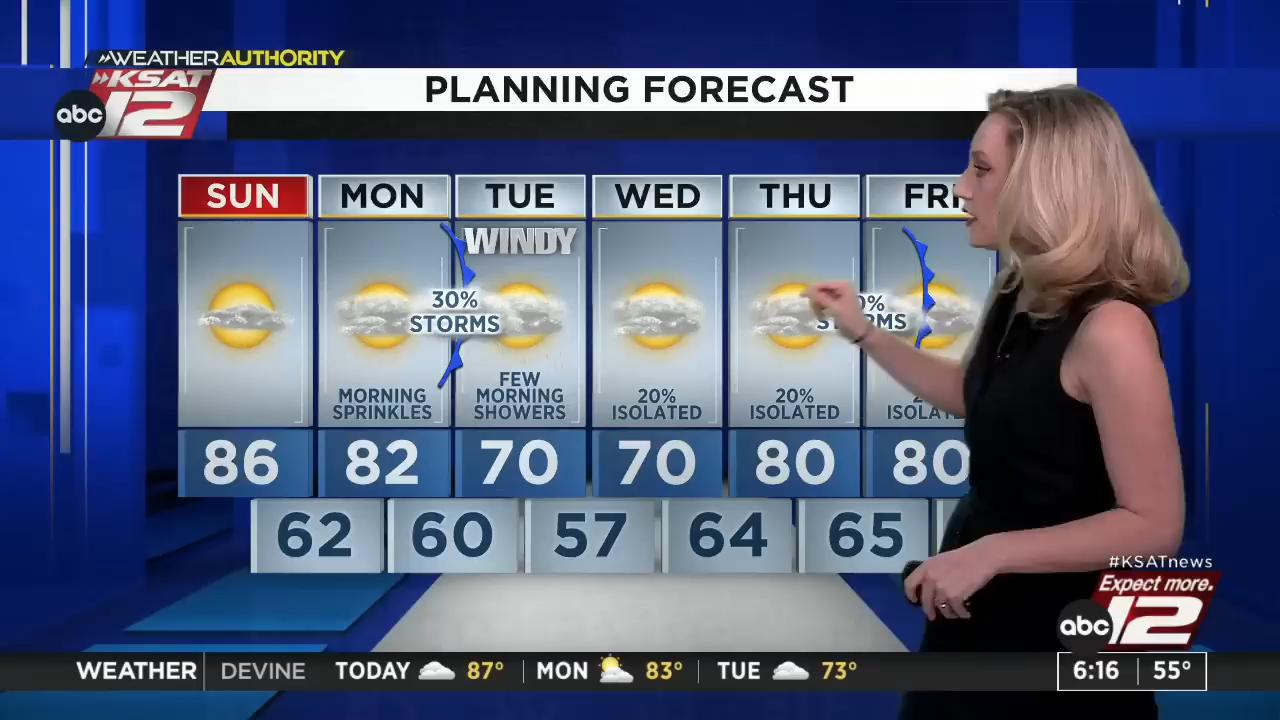 WEATHERAUTHORITY
KSAT
abc 12
PLANNING FORECAST
SUN MON TUE WED THU FRI
WINDY
30%
STORMS
STORMS
MORNING
SPRINKLES
FEW
MORNING
SHOWERS
20%
ISOLATED
20%
ISOLATED
86 82 70 70 80 80
62 60 57 64 65
#KSATnews
Expect more.
abc 12
WEATHER DEVINE TODAY 87° MON 83° TUE 73°
6:16 55°